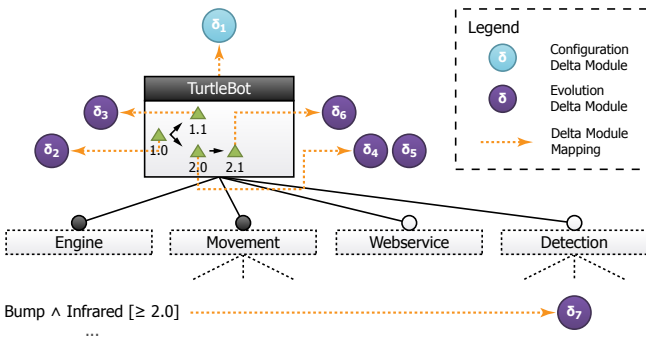 δ1
Legend
δ
Configuration
Delta Module
δ
Evolution
Delta Module
Delta Module
Mapping
TurtleBot
δ3
1.1
δ6
δ2
1.0
2.0
2.1
δ4
δ5
Engine
Movement
Webservice
Detection
Bump ∧ Infrared [≥ 2.0]
δ7
...